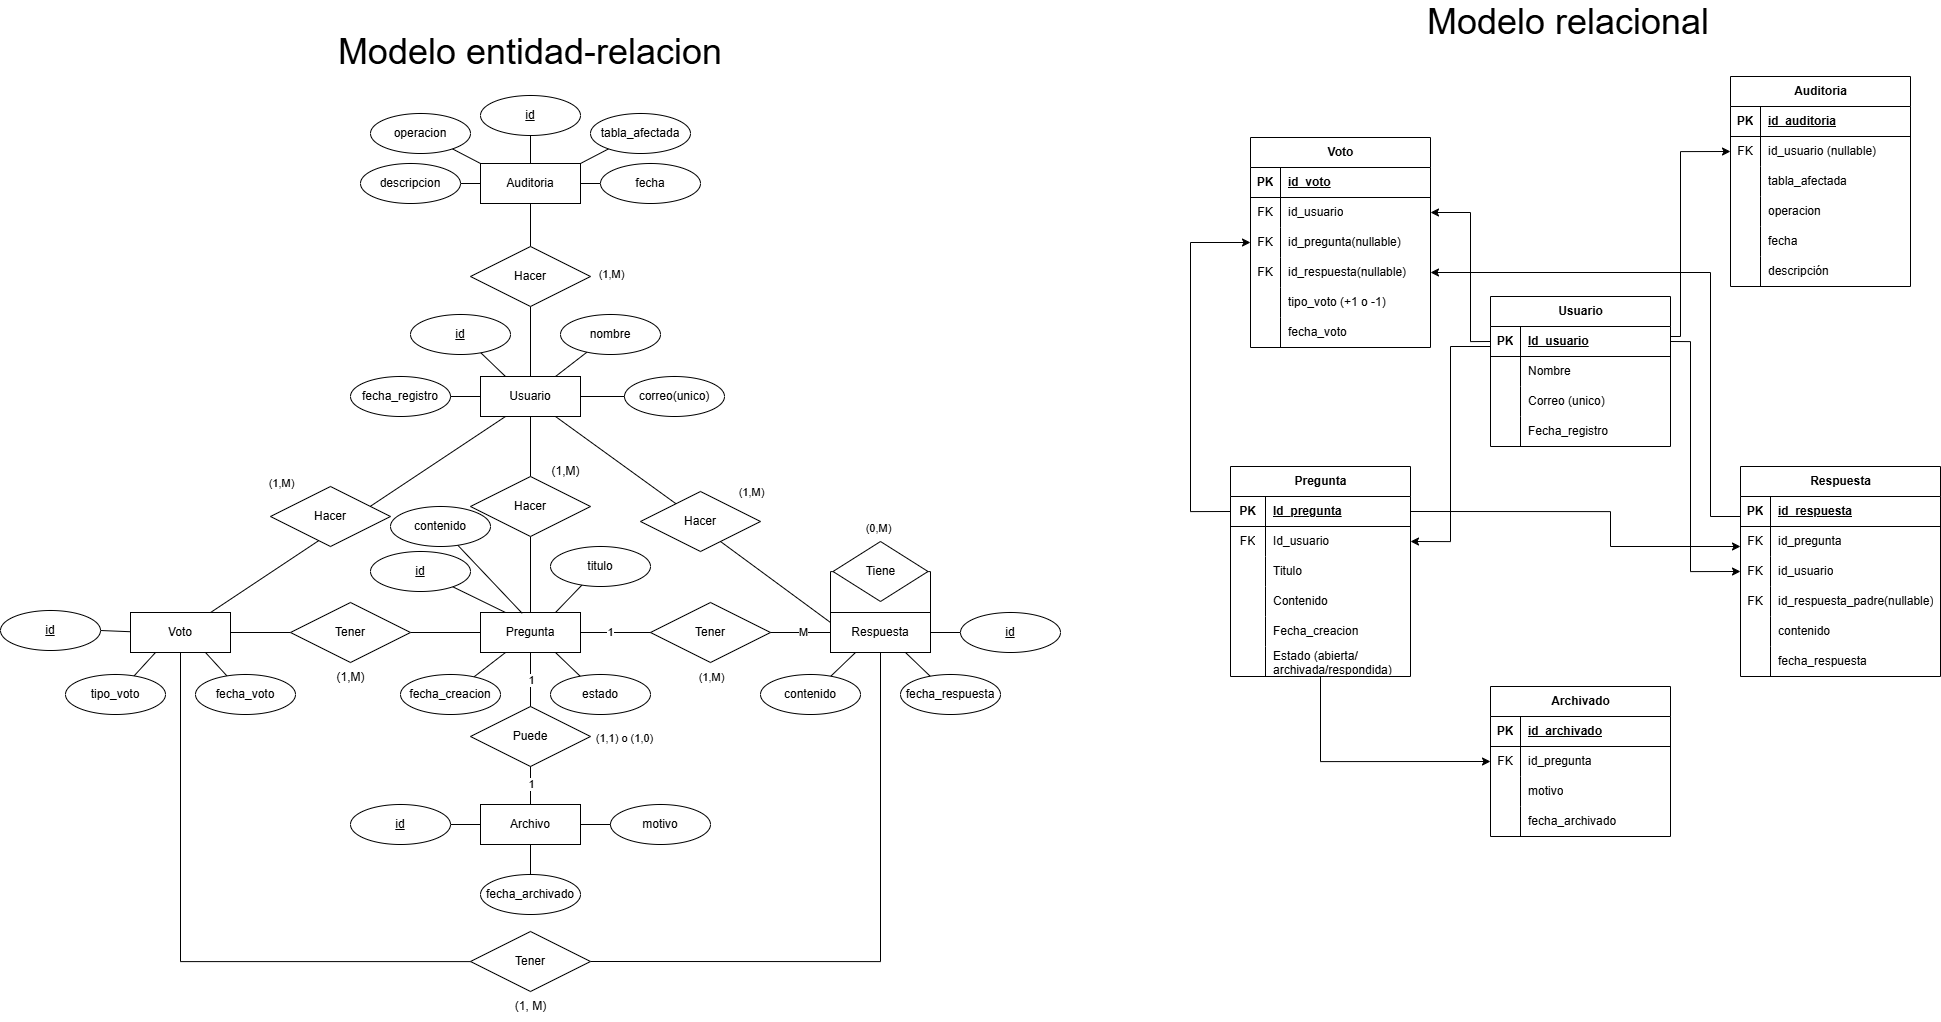 Modelo entidad-relacion
id
operacion
tabla_afectada
descripcion
Auditoria
fecha
Hacer
(1,M)
id
nombre
fecha_registro
Usuario
correo(unico)
(1,M)
Hacer
(1,M)
Hacer
(1,M)
Hacer
contenido
id
titulo
(0,M)
Tiene
id
Voto
Tener
(1,M)
Pregunta
1
Tener
M
(1,M)
Respuesta
id
tipo_voto
fecha_voto
fecha_creacion
1
estado
contenido
fecha_respuesta
Puede
(1,1) o (1,0)
1
id
Archivo
motivo
fecha_archivado
Tener
(1, M)
Modelo relacional
Auditoria
PK id_auditoria
FK id_usuario (nullable)
tabla_afectada
operacion
fecha
descripción
Voto
PK id_voto
FK id_usuario
FK id_pregunta(nullable)
FK id_respuesta(nullable)
tipo_voto (+1 o -1)
fecha_voto
Usuario
PK Id_usuario
Nombre
Correo (unico)
Fecha_registro
Pregunta
PK Id_pregunta
FK Id_usuario
Titulo
Contenido
Fecha_creacion
Estado (abierta/
archivada/respondida)
Respuesta
PK id_respuesta
FK id_pregunta
FK id_usuario
FK id_respuesta_padre(nullable)
contenido
fecha_respuesta
Archivado
PK id_archivado
FK id_pregunta
motivo
fecha_archivado